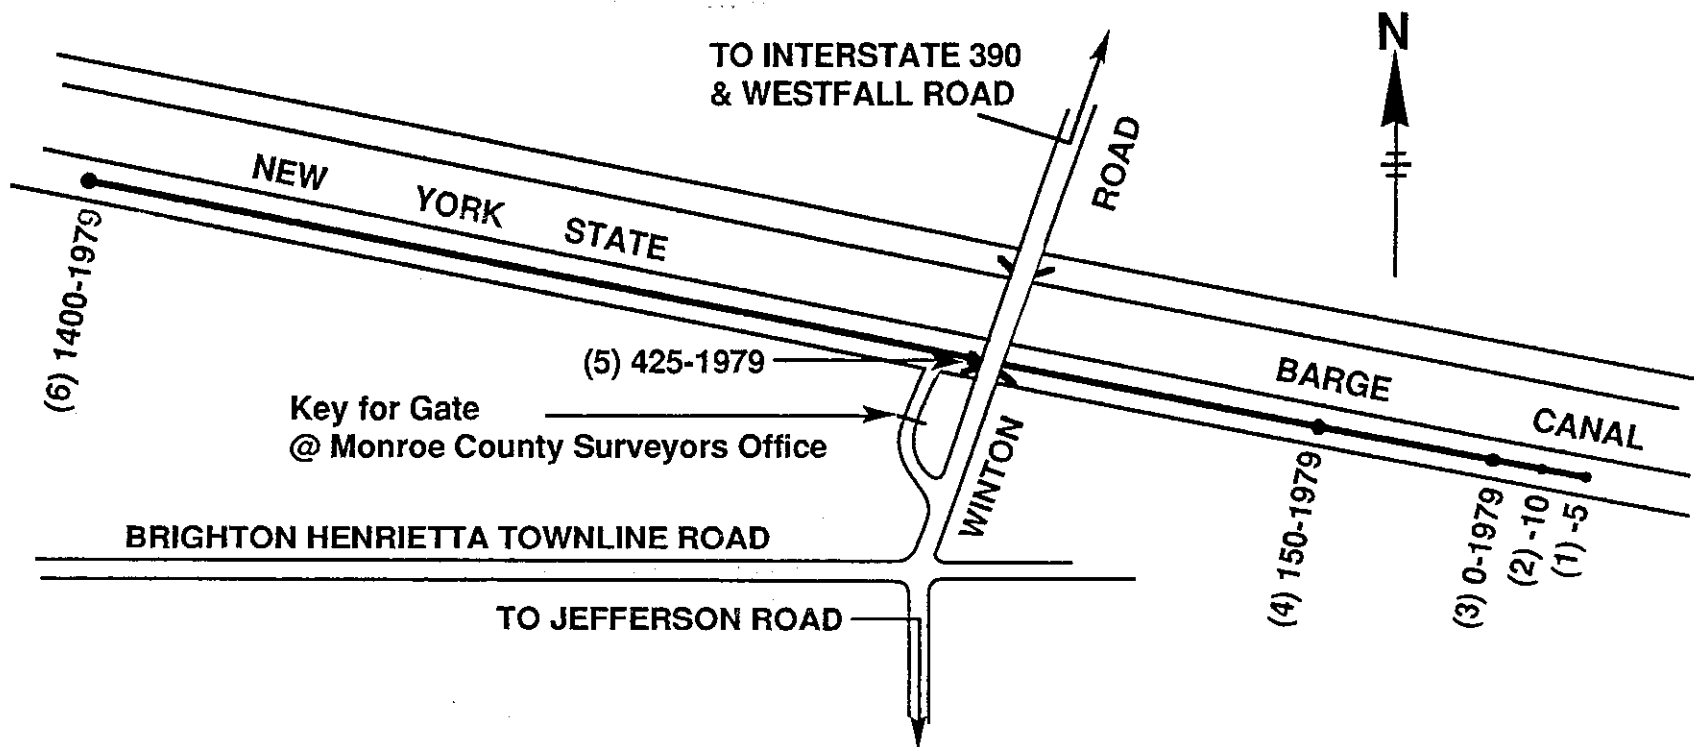 TO INTERSTATE 390
& WESTFALL ROAD
N
ROAD
NEW YORK STATE
BARGE CANAL
(6) 1400-1979
(5) 425-1979
Key for Gate
@ Monroe County Surveyors Office
WINTON
(4) 150-1979
(3) 0-1979
(2) -10
(1) -5
BRIGHTON HENRIETTA TOWNLINE ROAD
TO JEFFERSON ROAD